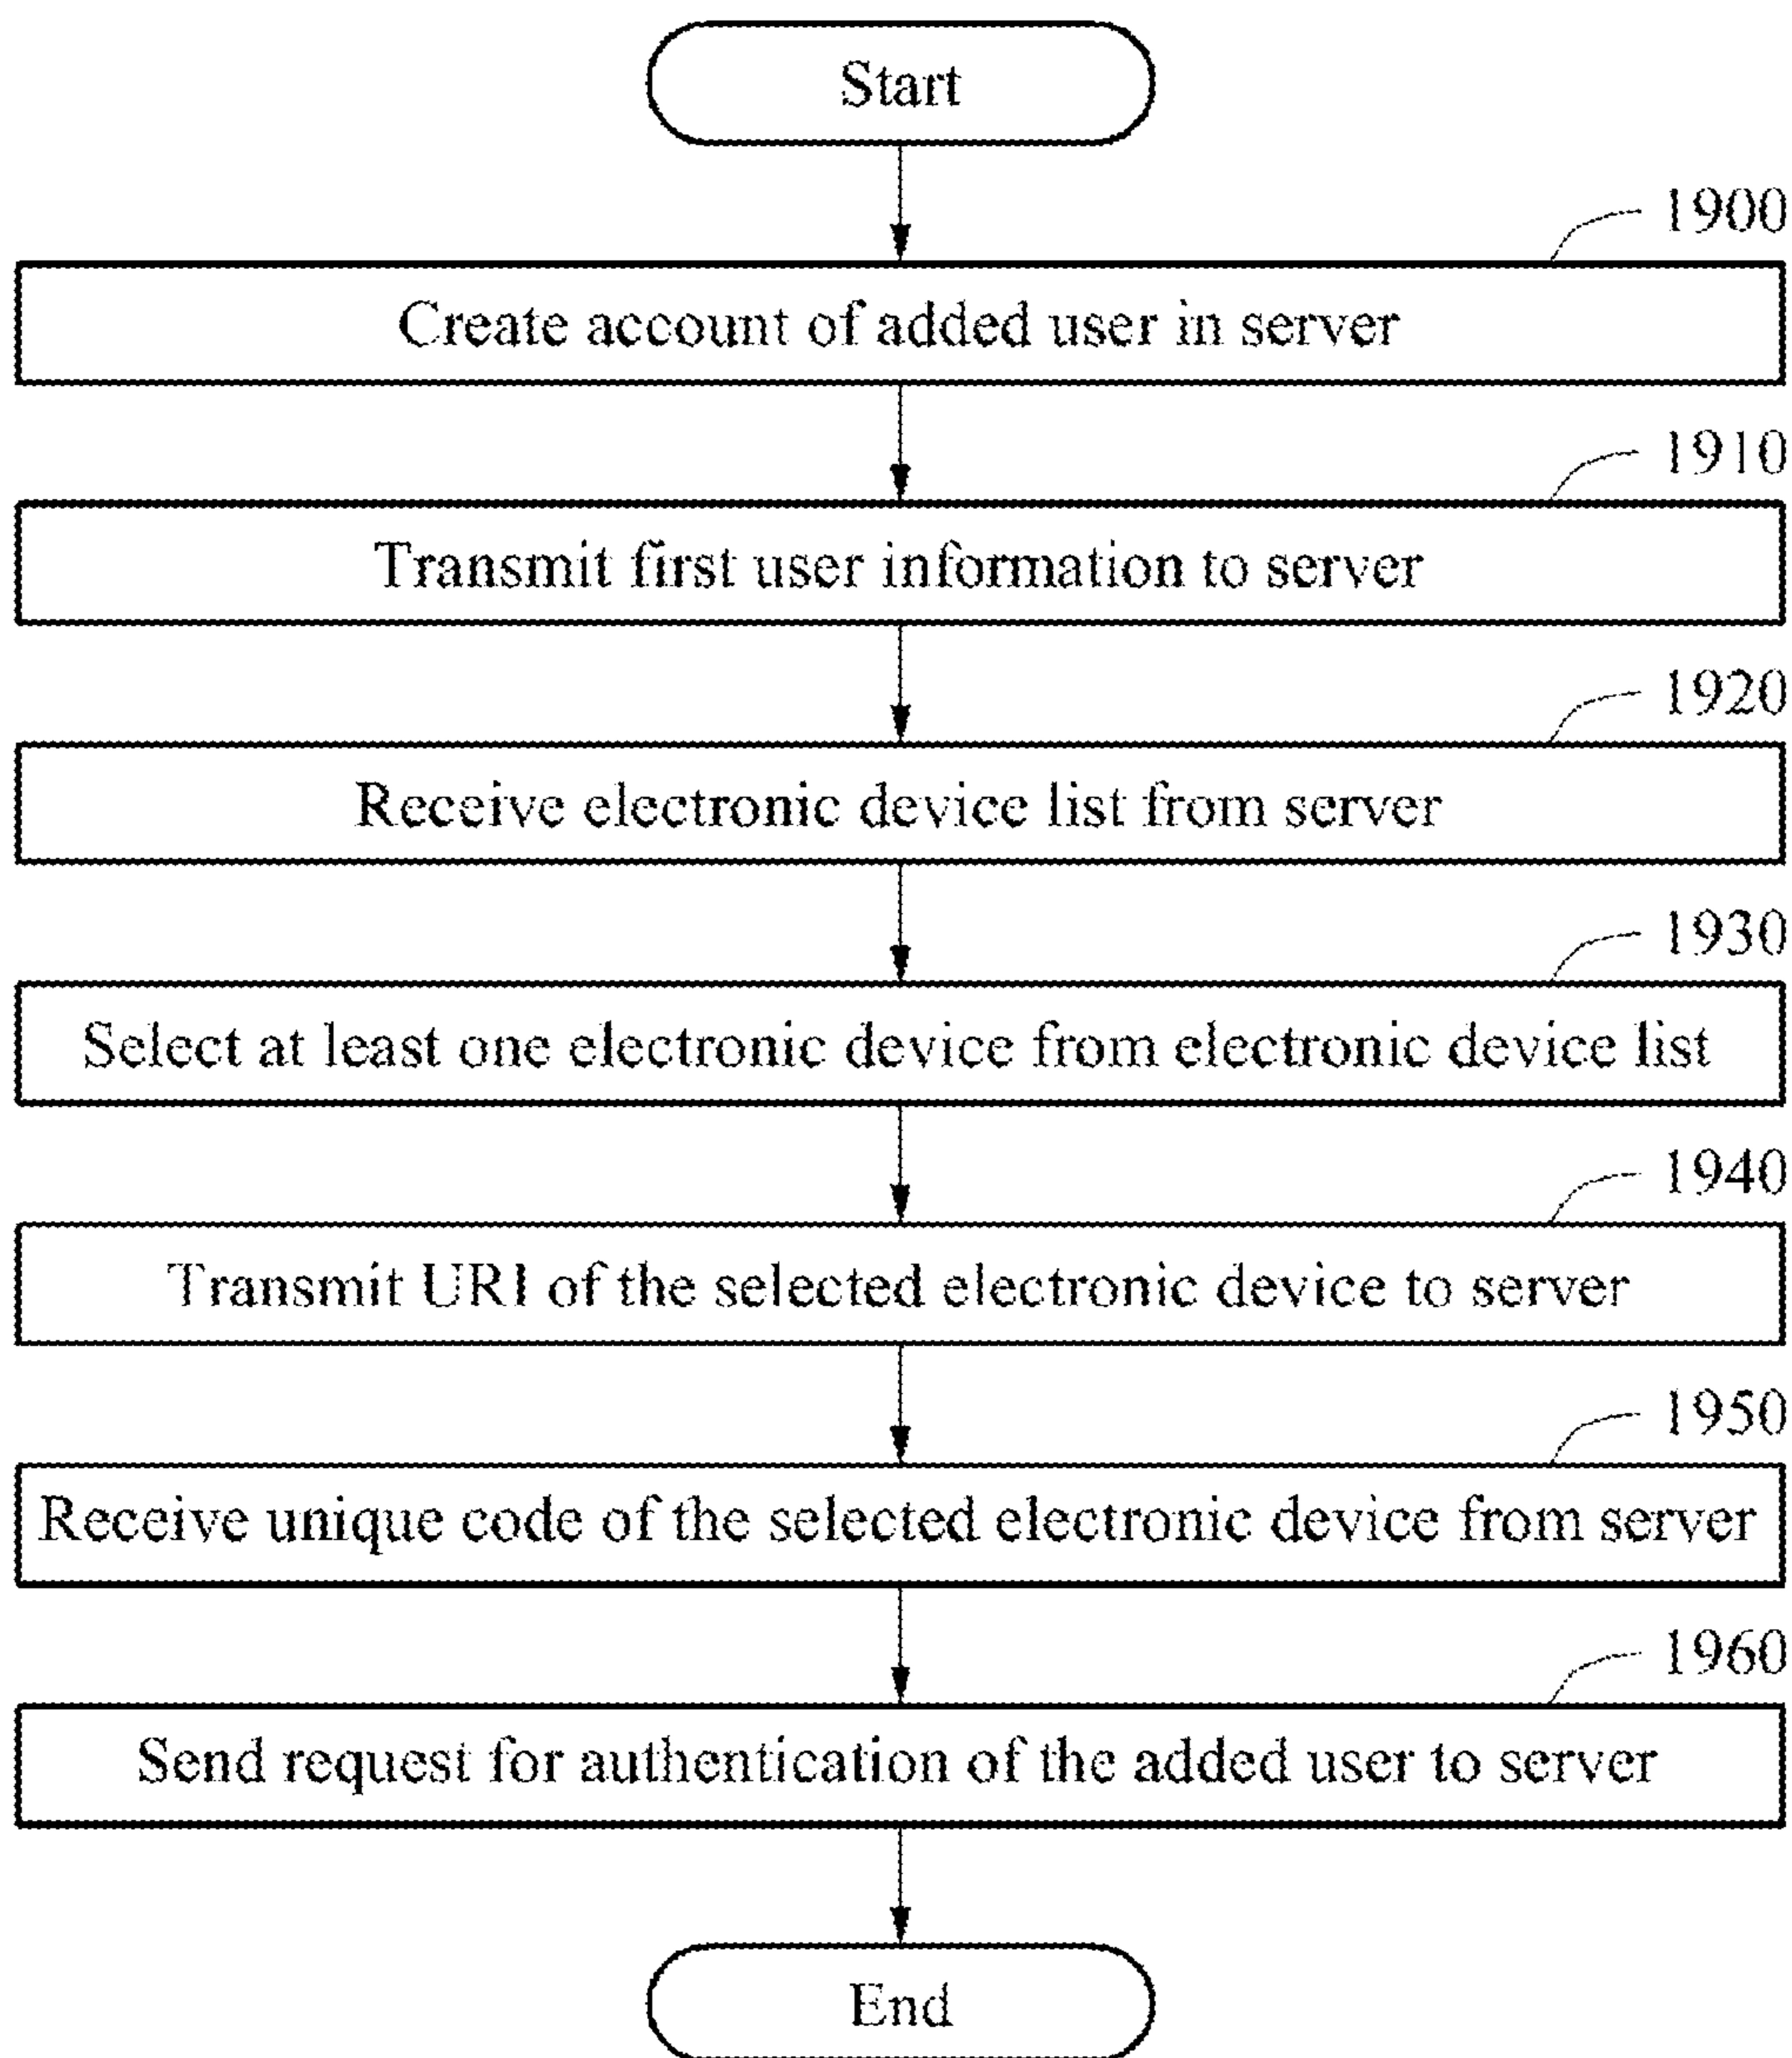 Start
1900
Create account of added user in server
1910
Transmit first user information to server
1920
Receive electronic device list from server
1930
Select at least one electronic device from electronic device list
1940
Transmit URI of the selected electronic device to server
1950
Receive unique code of the selected electronic device from server
1960
Send request for authentication of the added user to server
End